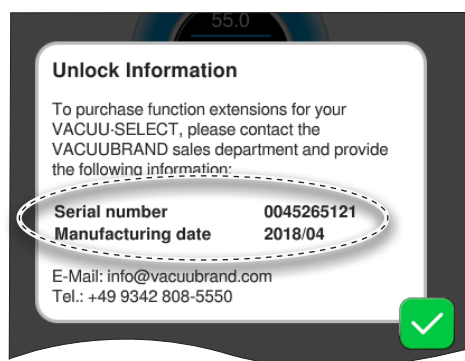 55.0
Unlock Information
To purchase function extensions for your
VACUU·SELECT, please contact the
VACUUBRAND sales department and provide
the following information:
Serial number 0045265121
Manufacturing date 2018/04
E-Mail: info@vacuubrand.com
Tel.: +49 9342 808-5550